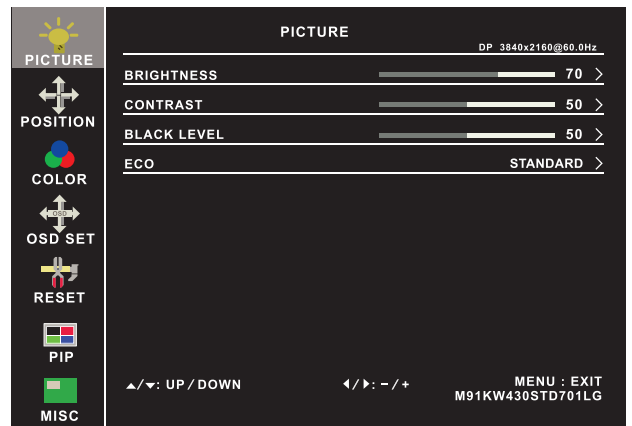 PICTURE
DP 3840x2160@60.0Hz
PICTURE
BRIGHTNESS 70 >
CONTRAST 50 >
BLACK LEVEL 50 >
ECO STANDARD >
POSITION
COLOR
OSD
OSD SET
RESET
PIP
MISC
▲/▼: UP / DOWN ◀/▶: – / + MENU : EXIT
M91KW430STD701LG